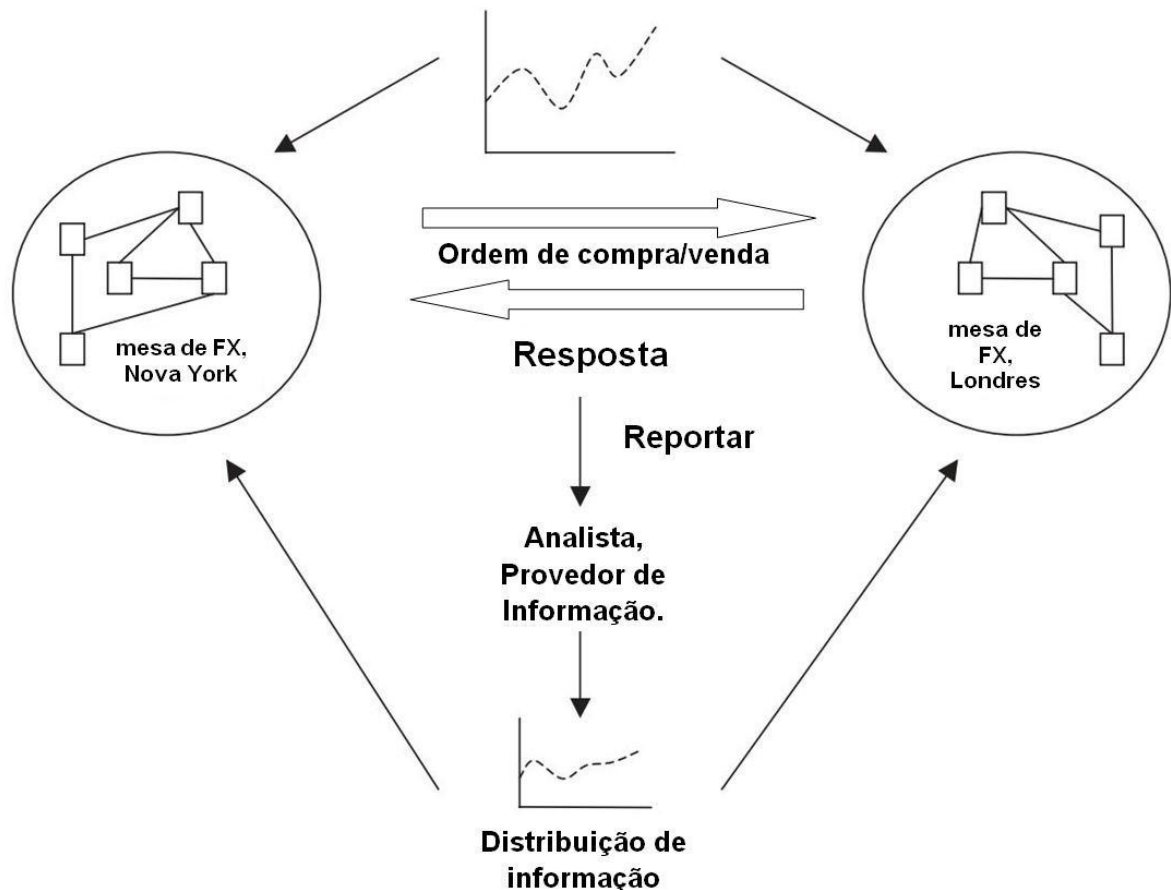 Ordem de compra/venda
mesa de FX,
Nova York
mesa de
FX,
Londres
Resposta
Reportar
Analista,
Provedor de
Informação.
Distribuição de
informação